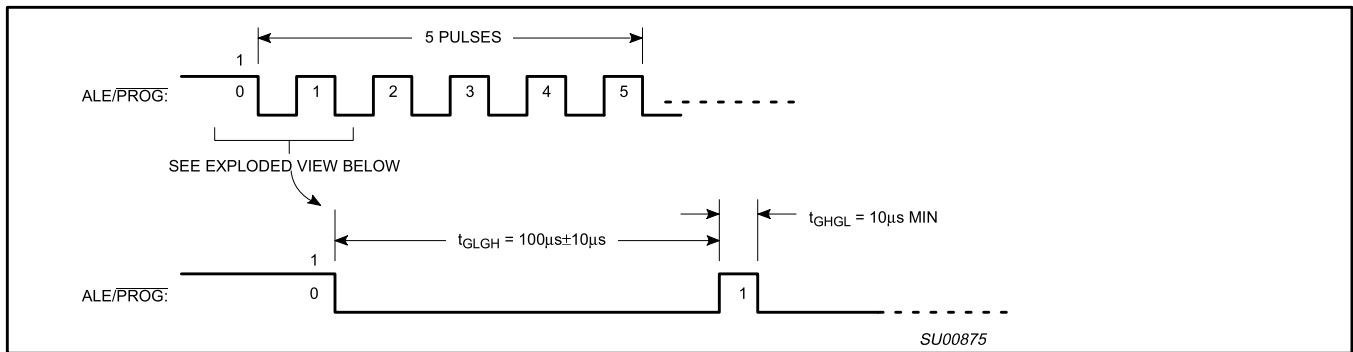 5 PULSES
1
ALE/PROG: 0 1 2 3 4 5
SEE EXPLODED VIEW BELOW
tGHGL = 10µs MIN
tGLGH = 100µs±10µs
1
ALE/PROG: 0 1
SU00875